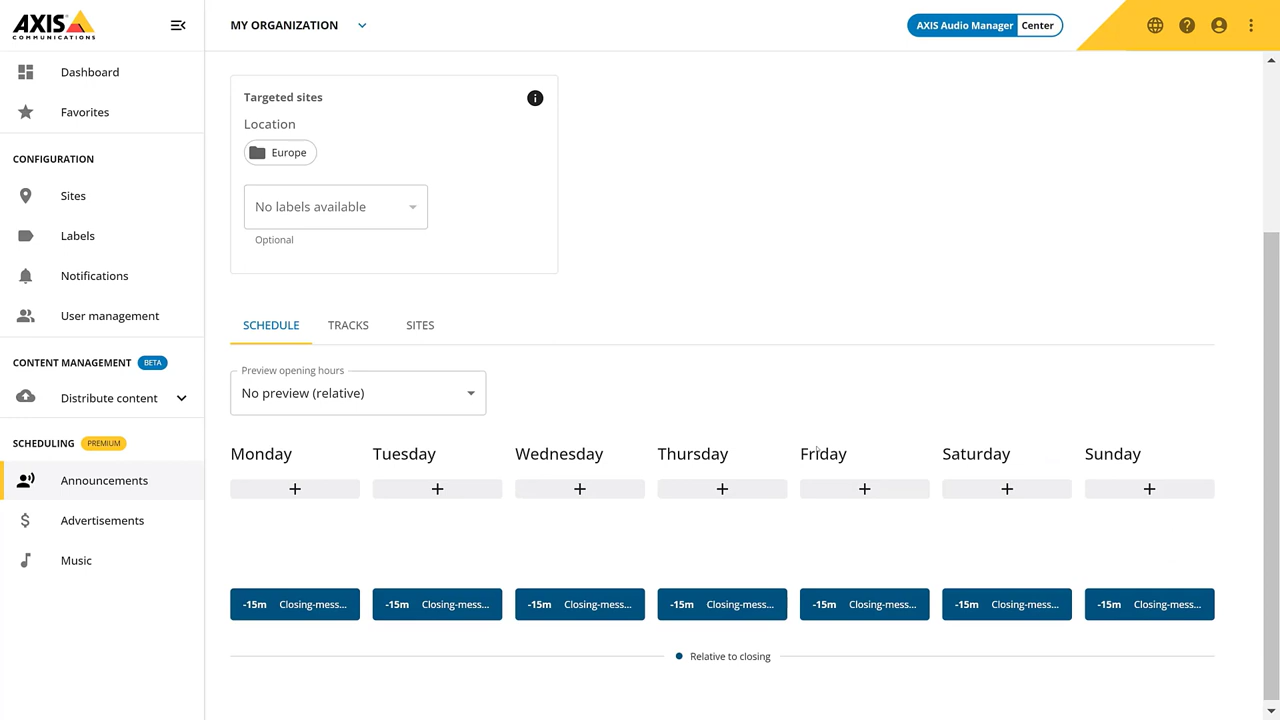 AXIS
COMMUNICATIONS
MY ORGANIZATION
AXIS Audio Manager Center
Dashboard
Favorites
CONFIGURATION
Sites
Labels
Notifications
User management
CONTENT MANAGEMENT BETA
Distribute content
SCHEDULING PREMIUM
Announcements
Advertisements
Music
Targeted sites
Location
Europe
No labels available
Optional
SCHEDULE TRACKS SITES
Preview opening hours
No preview (relative)
Monday Tuesday Wednesday Thursday Friday Saturday Sunday
+ + + + + + +
-15m Closing-mess... -15m Closing-mess... -15m Closing-mess... -15m Closing-mess... -15m Closing-mess... -15m Closing-mess... -15m Closing-mess...
Relative to closing